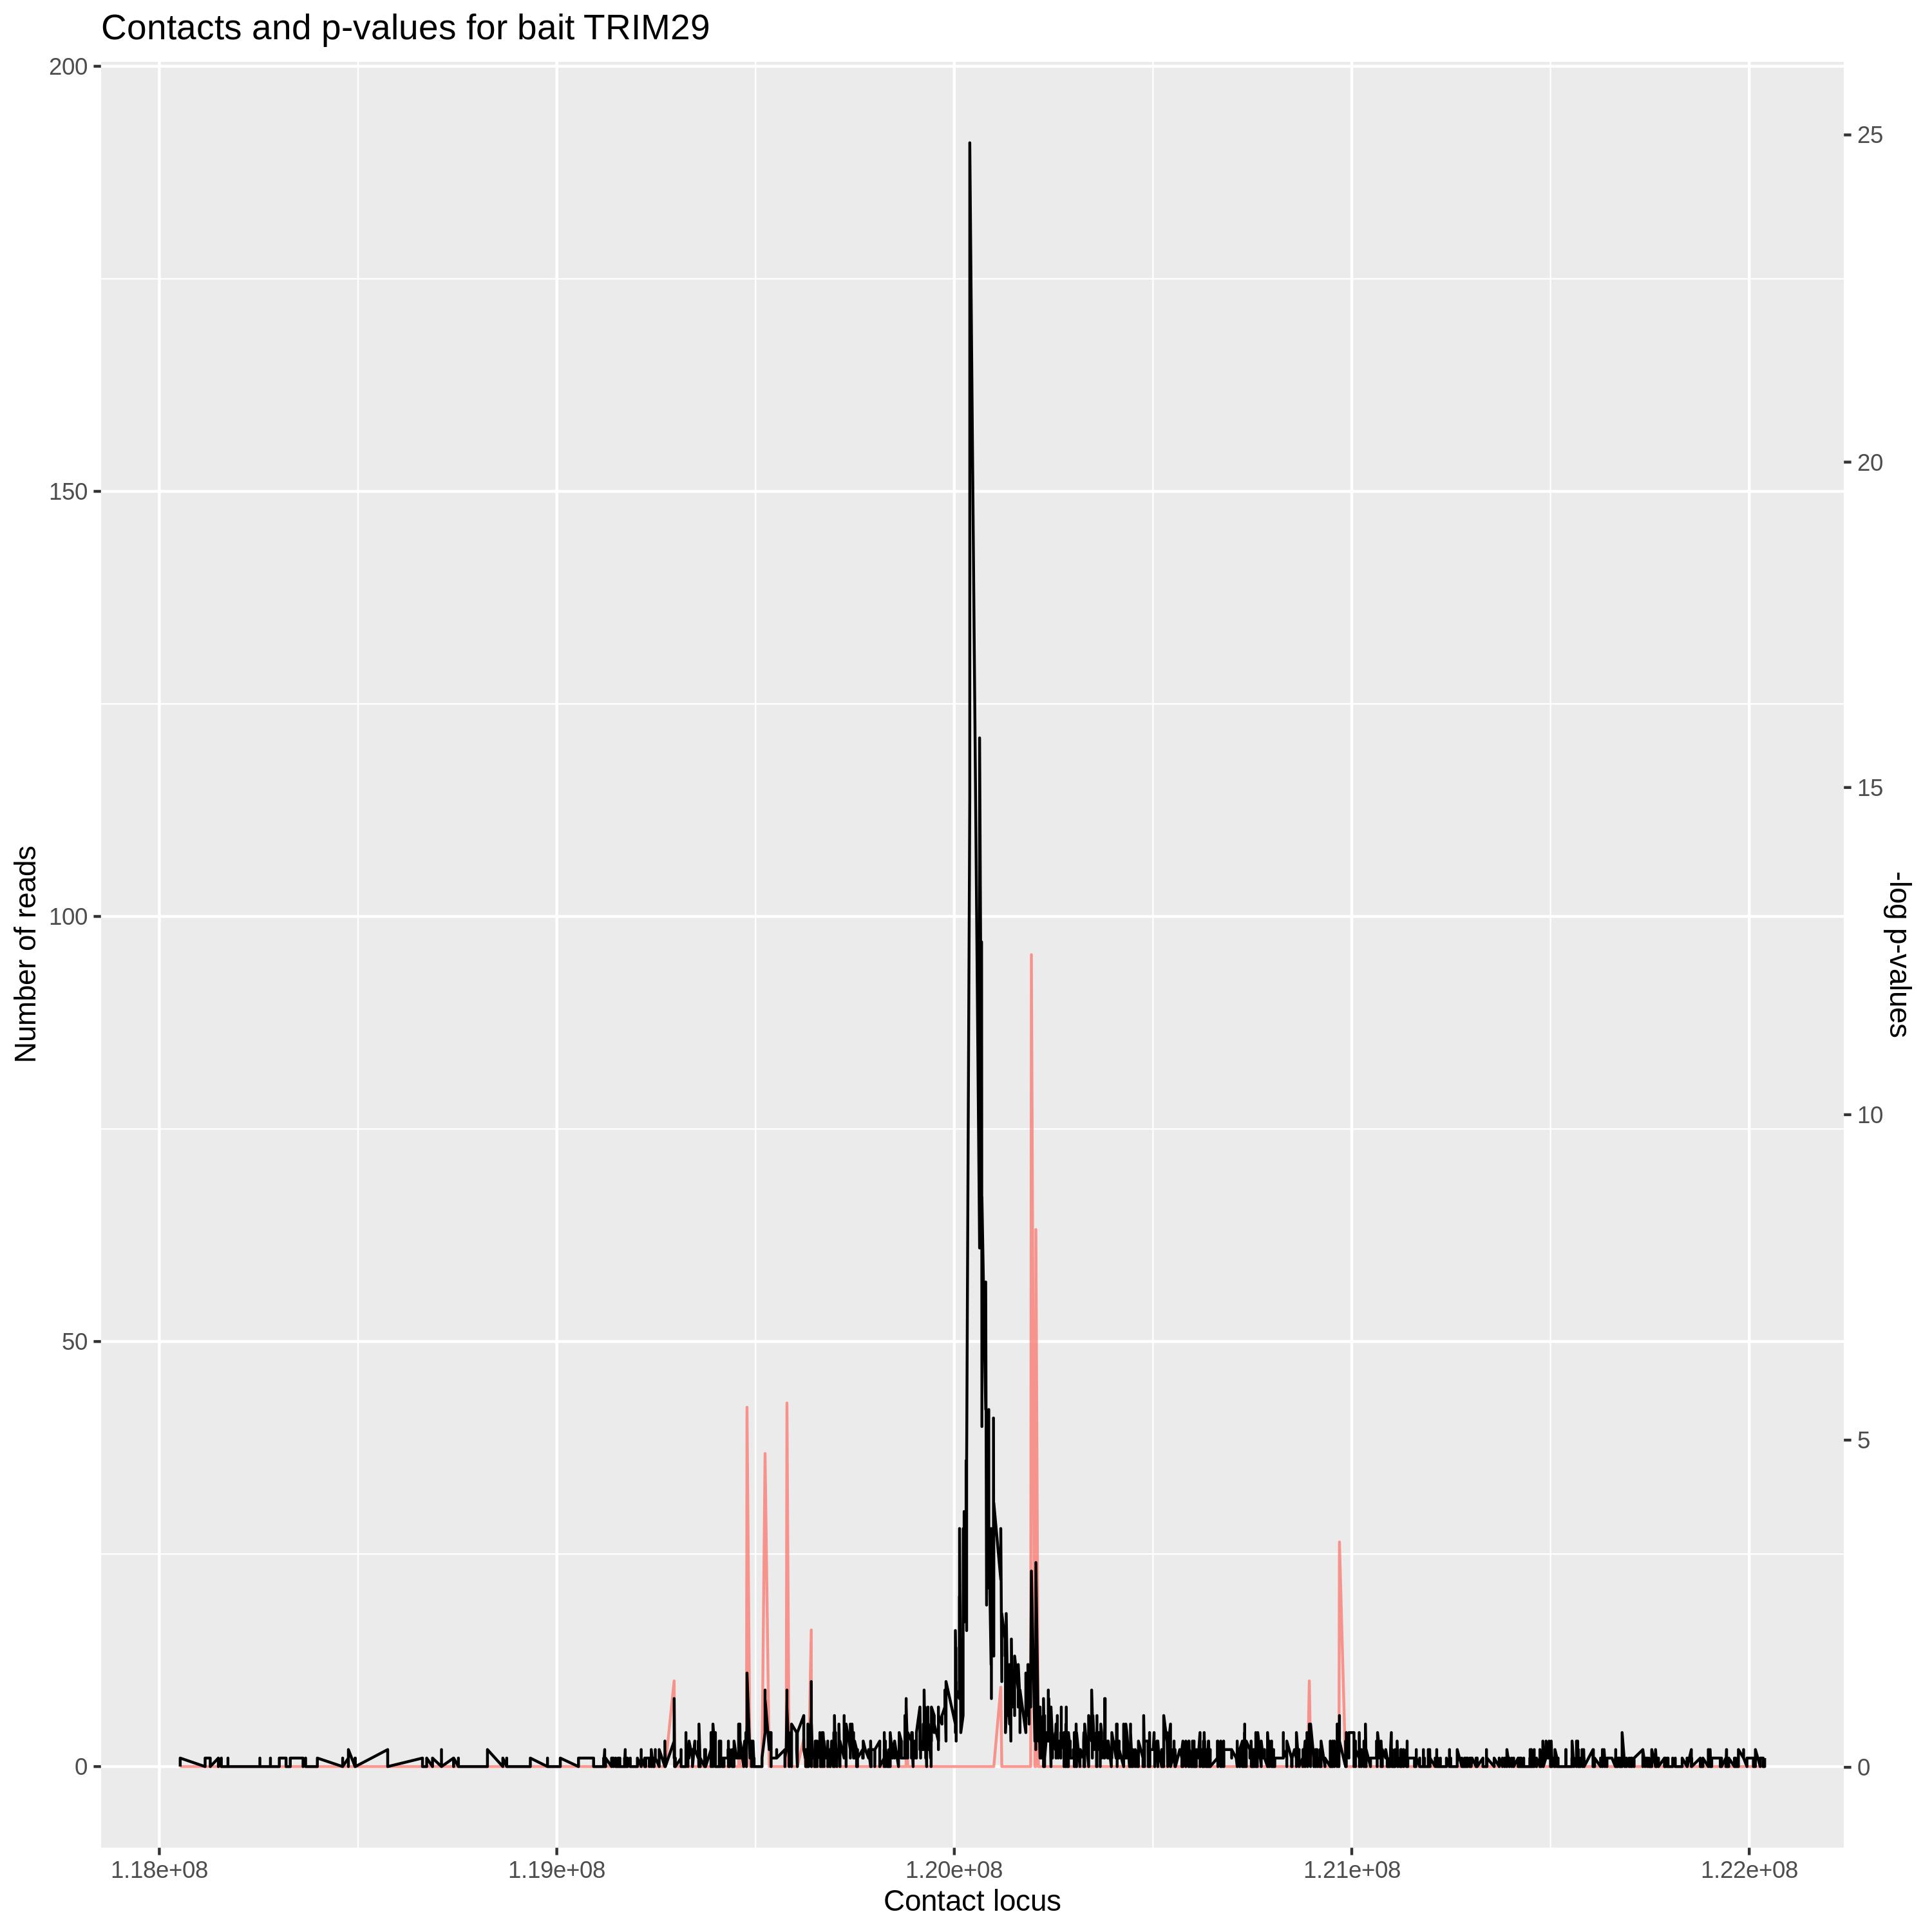 Contacts and p-values for bait TRIM29
200
150
100
50
0
Number of reads
25
20
15
10
5
0
-log p-values
1.18e+08
1.19e+08
1.20e+08
1.21e+08
1.22e+08
Contact locus